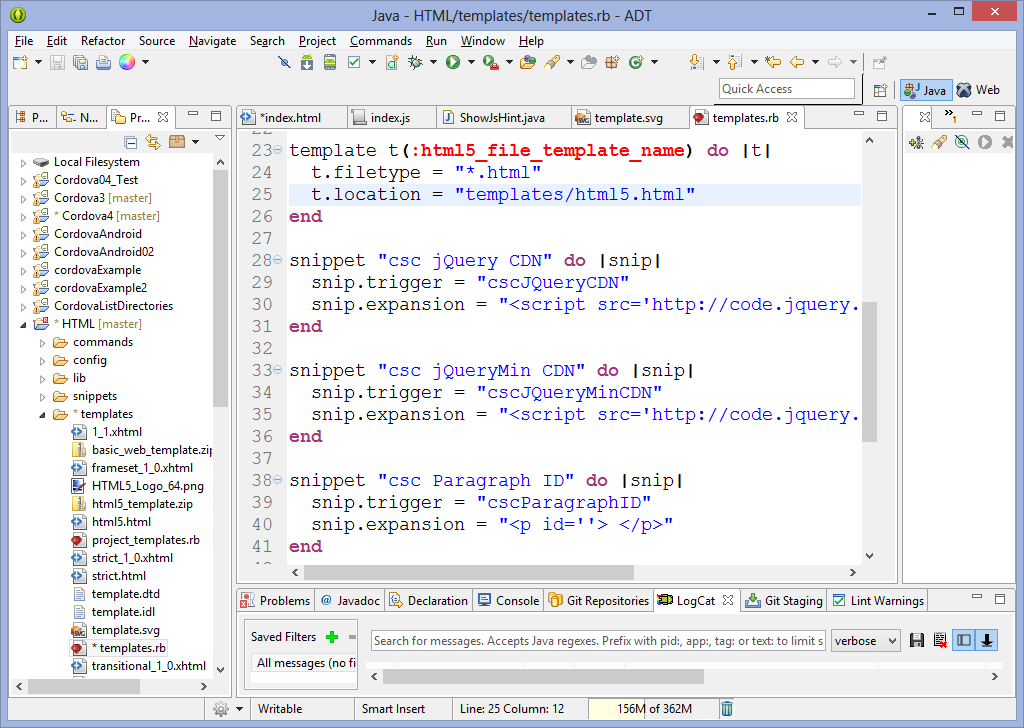 Java - HTML/templates/templates.rb - ADT
File Edit Refactor Source Navigate Search Project Commands Run Window Help
Quick Access
Java
Web
P...
N...
Pr...
*index.html
index.js
ShowJsHint.java
template.svg
templates.rb
»1
Local Filesystem
Cordova04_Test
Cordova3 [master]
* Cordova4 [master]
CordovaAndroid
CordovaAndroid02
cordovaExample
cordovaExample2
CordovaListDirectories
* HTML [master]
commands
config
lib
snippets
* templates
1_1.xhtml
basic_web_template.zip
frameset_1_0.xhtml
HTML5_Logo_64.png
html5_template.zip
html5.html
project_templates.rb
strict_1_0.xhtml
strict.html
template.dtd
template.idl
template.svg
* templates.rb
transitional_1_0.xhtml
22
23 template t(:html5_file_template_name) do |t|
24 t.filetype = "*.html"
25 t.location = "templates/html5.html"
26 end
27
28 snippet "csc jQuery CDN" do |snip|
29 snip.trigger = "cscJQueryCDN"
30 snip.expansion = "<script src='http://code.jquery.
31 end
32
33 snippet "csc jQueryMin CDN" do |snip|
34 snip.trigger = "cscJQueryMinCDN"
35 snip.expansion = "<script src='http://code.jquery.
36 end
37
38 snippet "csc Paragraph ID" do |snip|
39 snip.trigger = "cscParagraphID"
40 snip.expansion = "<p id=''> </p>"
41 end
Problems
Javadoc
Declaration
Console
Git Repositories
LogCat
Git Staging
Lint Warnings
Saved Filters
All messages (no fi
Search for messages. Accepts Java regexes. Prefix with pid:, app:, tag: or text: to limit s
verbose
Writable
Smart Insert
Line: 25 Column: 12
156M of 362M